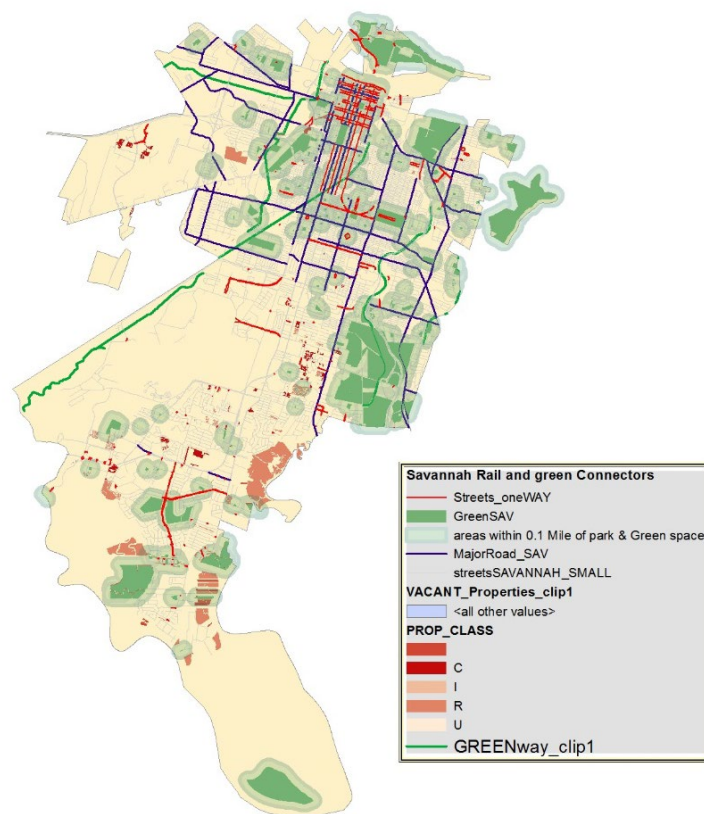 Savannah Rail and green Connectors
Streets_oneWAY
GreenSAV
areas within 0.1 Mile of park & Green space
MajorRoad_SAV
streetsSAVANNAH_SMALL
VACANT_Properties_clip1
<all other values>
PROP_CLASS
C
I
R
U
GREENway_clip1